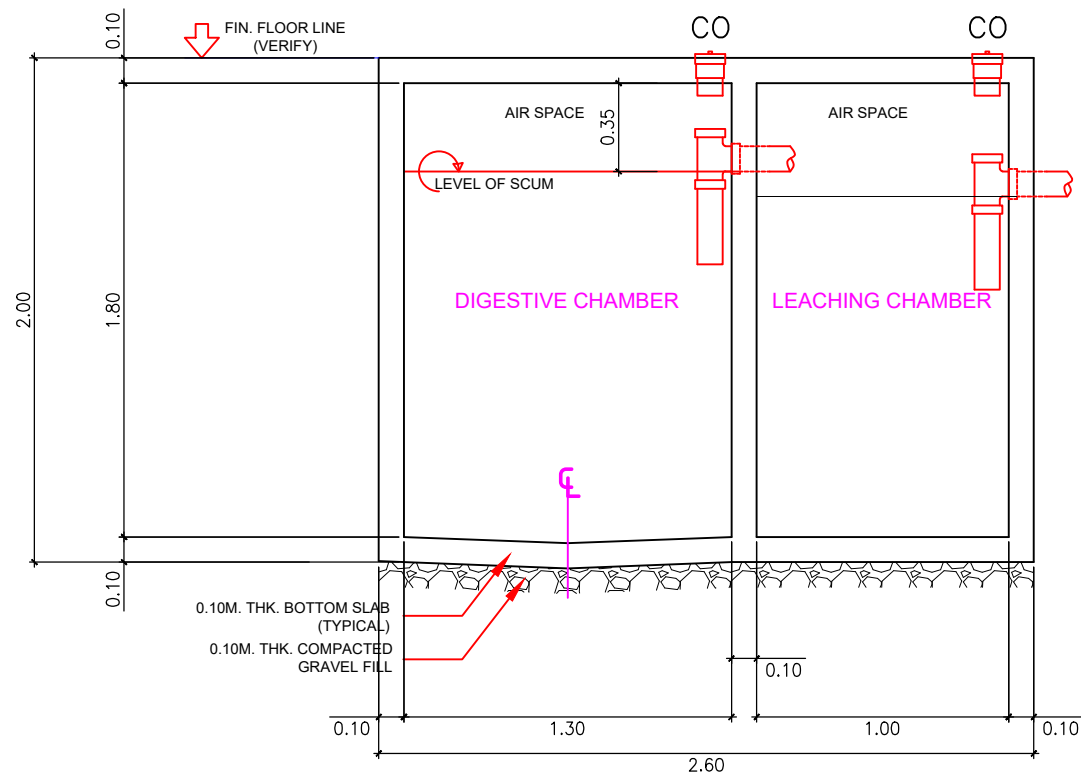 CO
CO
FIN. FLOOR LINE
(VERIFY)
0.10
AIR SPACE
AIR SPACE
0.35
LEVEL OF SCUM
2.00
1.80
DIGESTIVE CHAMBER
LEACHING CHAMBER
CL
0.10
0.10M. THK. BOTTOM SLAB
(TYPICAL)
0.10M. THK. COMPACTED
GRAVEL FILL
0.10
0.10
1.30
1.00
0.10
2.60